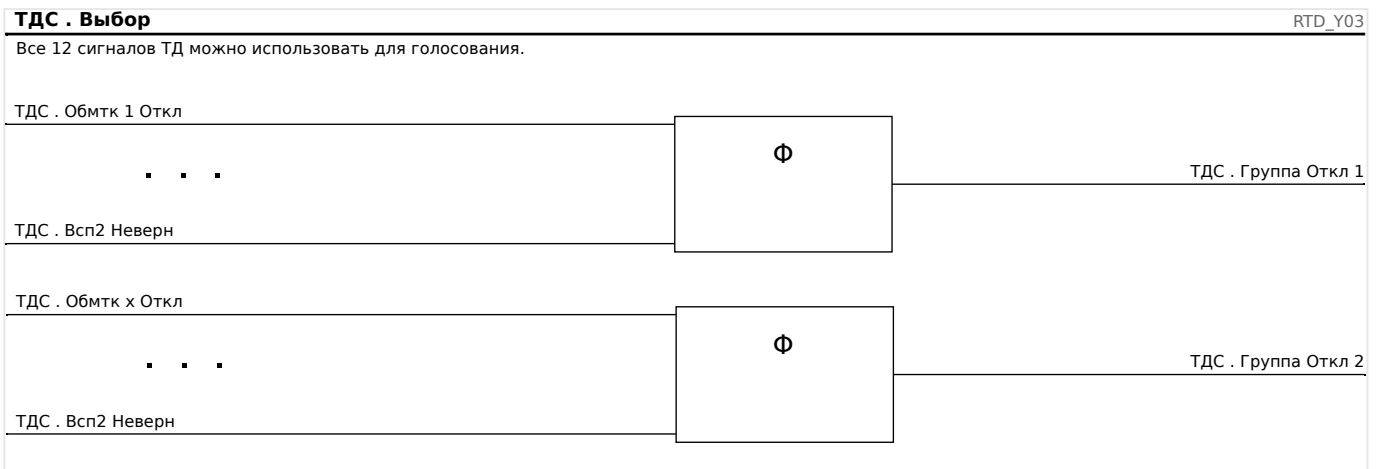 ТДС . Выбор
RTD_Y03
Все 12 сигналов ТД можно использовать для голосования.
ТДС . Обмтк 1 Откл
Ф
ТДС . Группа Откл 1
. . .
ТДС . Всп2 Неверн
ТДС . Обмтк x Откл
Ф
ТДС . Группа Откл 2
. . .
ТДС . Всп2 Неверн